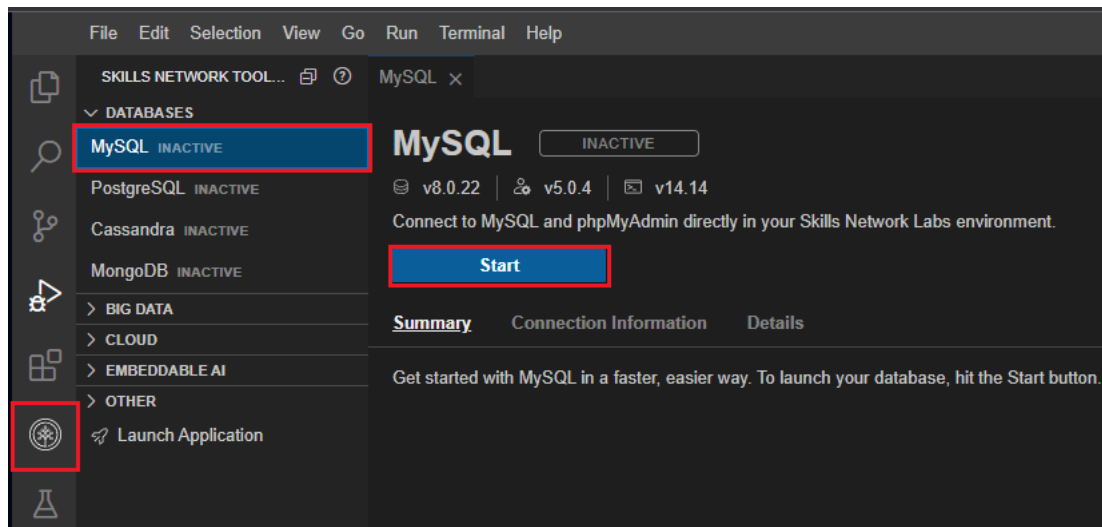 File Edit Selection View Go Run Terminal Help
SKILLS NETWORK TOOL...
MySQL
DATABASES
MySQL INACTIVE
PostgreSQL INACTIVE
Cassandra INACTIVE
MongoDB INACTIVE
BIG DATA
CLOUD
EMBEDDABLE AI
OTHER
Launch Application
MySQL INACTIVE
v8.0.22 v5.0.4 v14.14
Connect to MySQL and phpMyAdmin directly in your Skills Network Labs environment.
Start
Summary Connection Information Details
Get started with MySQL in a faster, easier way. To launch your database, hit the Start button.